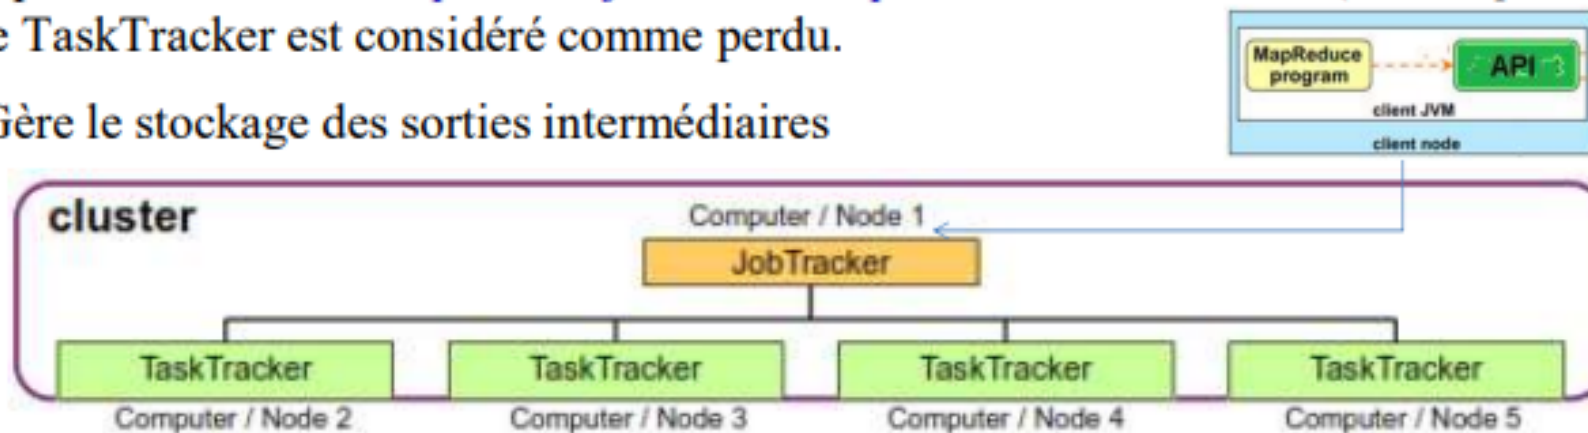 e TaskTracker est considéré comme perdu.
Gère le stockage des sorties intermédiaires
MapReduce
program
API
client JVM
client node
cluster
Computer / Node 1
JobTracker
TaskTracker TaskTracker TaskTracker TaskTracker
Computer / Node 2 Computer / Node 3 Computer / Node 4 Computer / Node 5